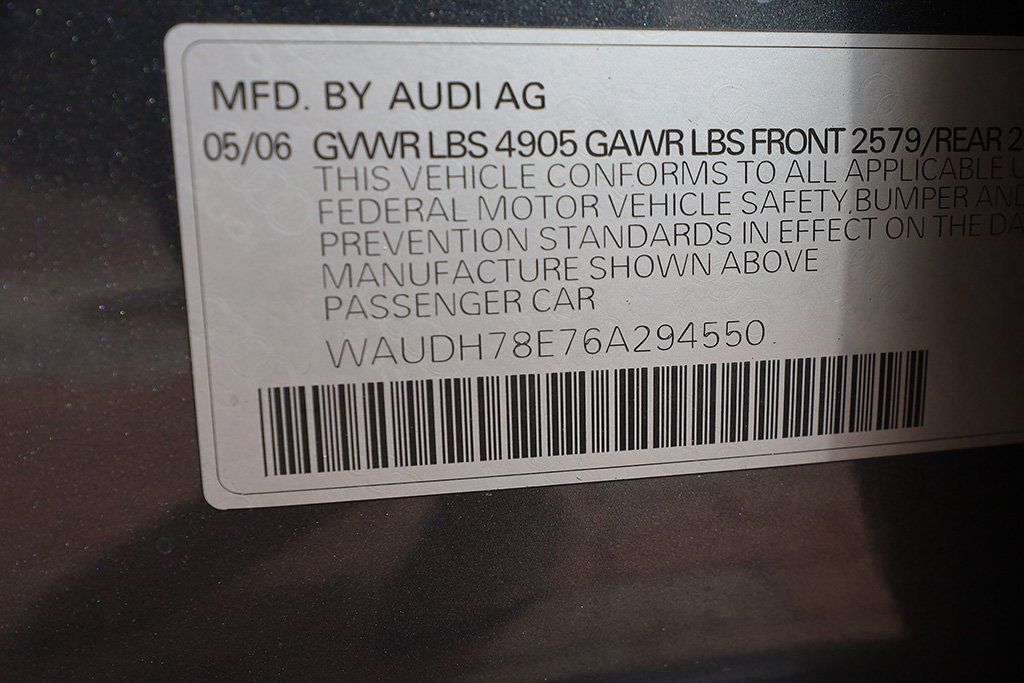 MFD. BY AUDI AG
05/06 GVWR LBS 4905 GAWR LBS FRONT 2579/REAR 2
THIS VEHICLE CONFORMS TO ALL APPLICABLE U
FEDERAL MOTOR VEHICLE SAFETY, BUMPER AND
PREVENTION STANDARDS IN EFFECT ON THE DA
MANUFACTURE SHOWN ABOVE
PASSENGER CAR
WAUDH78E76A294550